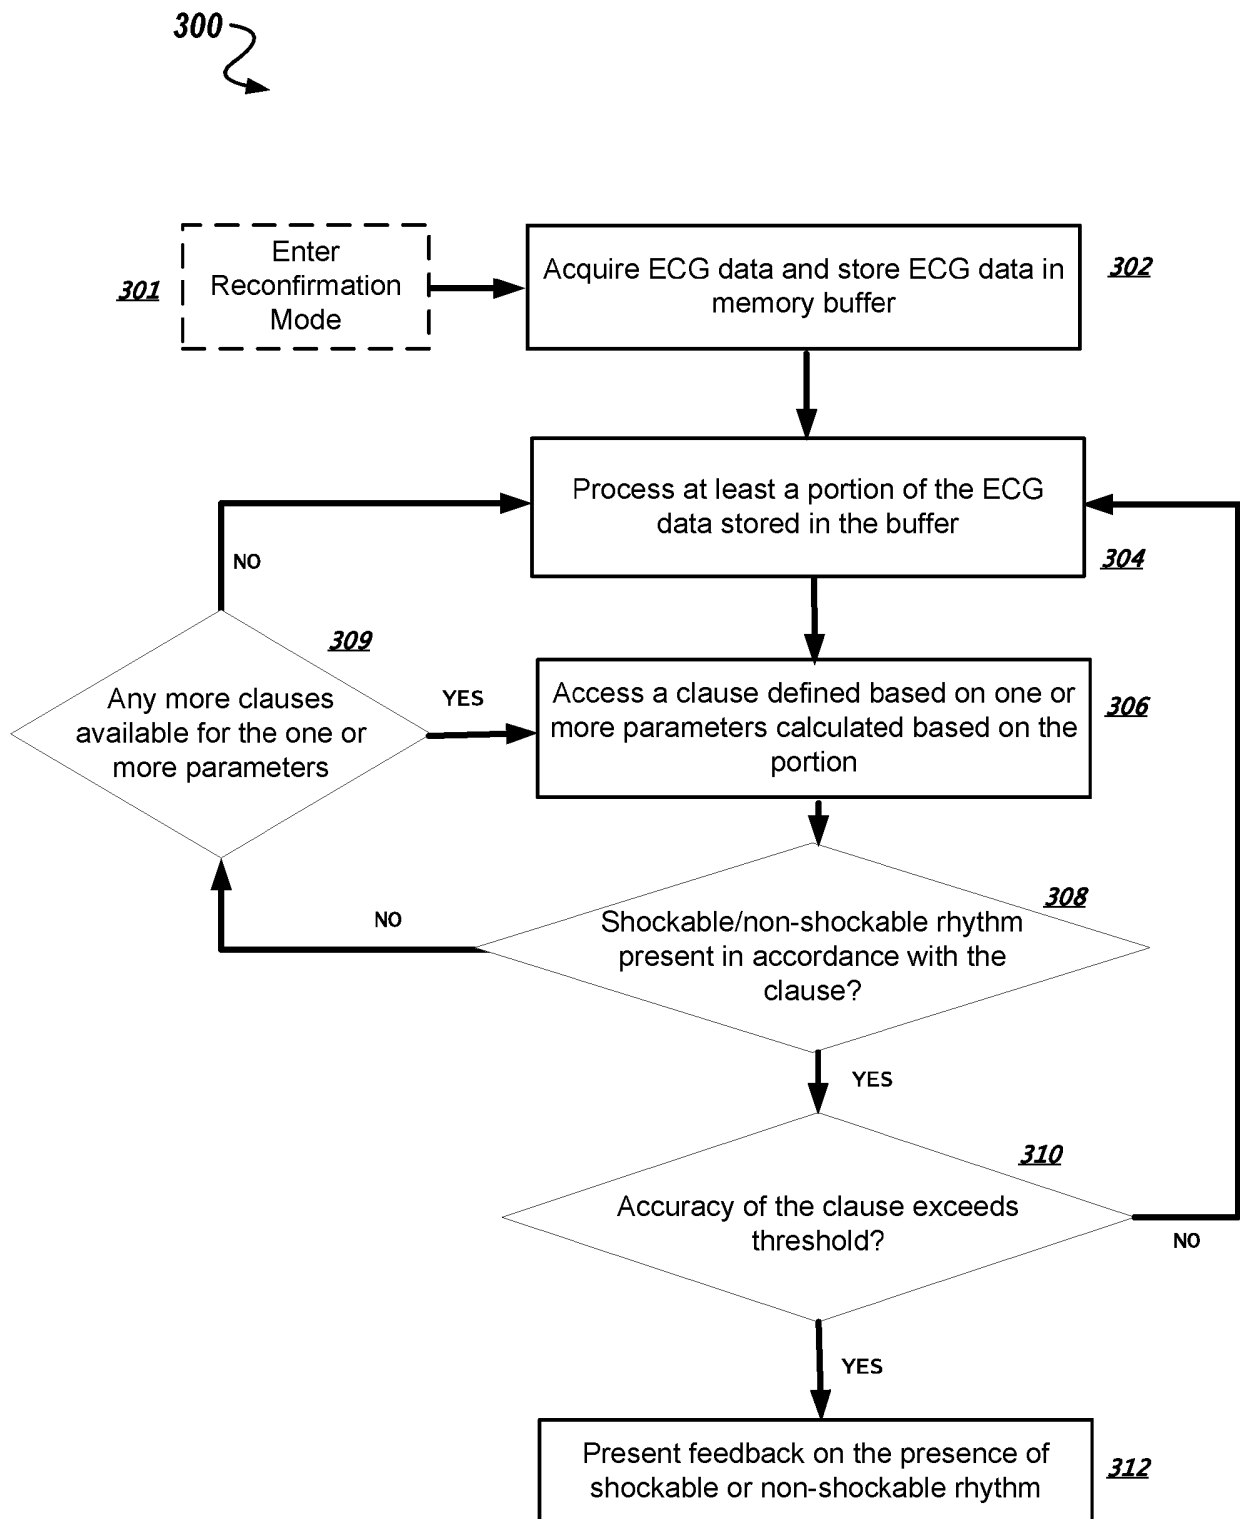 300
301
Enter
Reconfirmation
Mode
Acquire ECG data and store ECG data in
memory buffer
302
Process at least a portion of the ECG
data stored in the buffer
304
NO
309
Any more clauses
available for the one or
more parameters
YES
Access a clause defined based on one or
more parameters calculated based on the
portion
306
308
Shockable/non-shockable rhythm
present in accordance with the
clause?
NO
YES
310
Accuracy of the clause exceeds
threshold?
NO
YES
Present feedback on the presence of
shockable or non-shockable rhythm
312